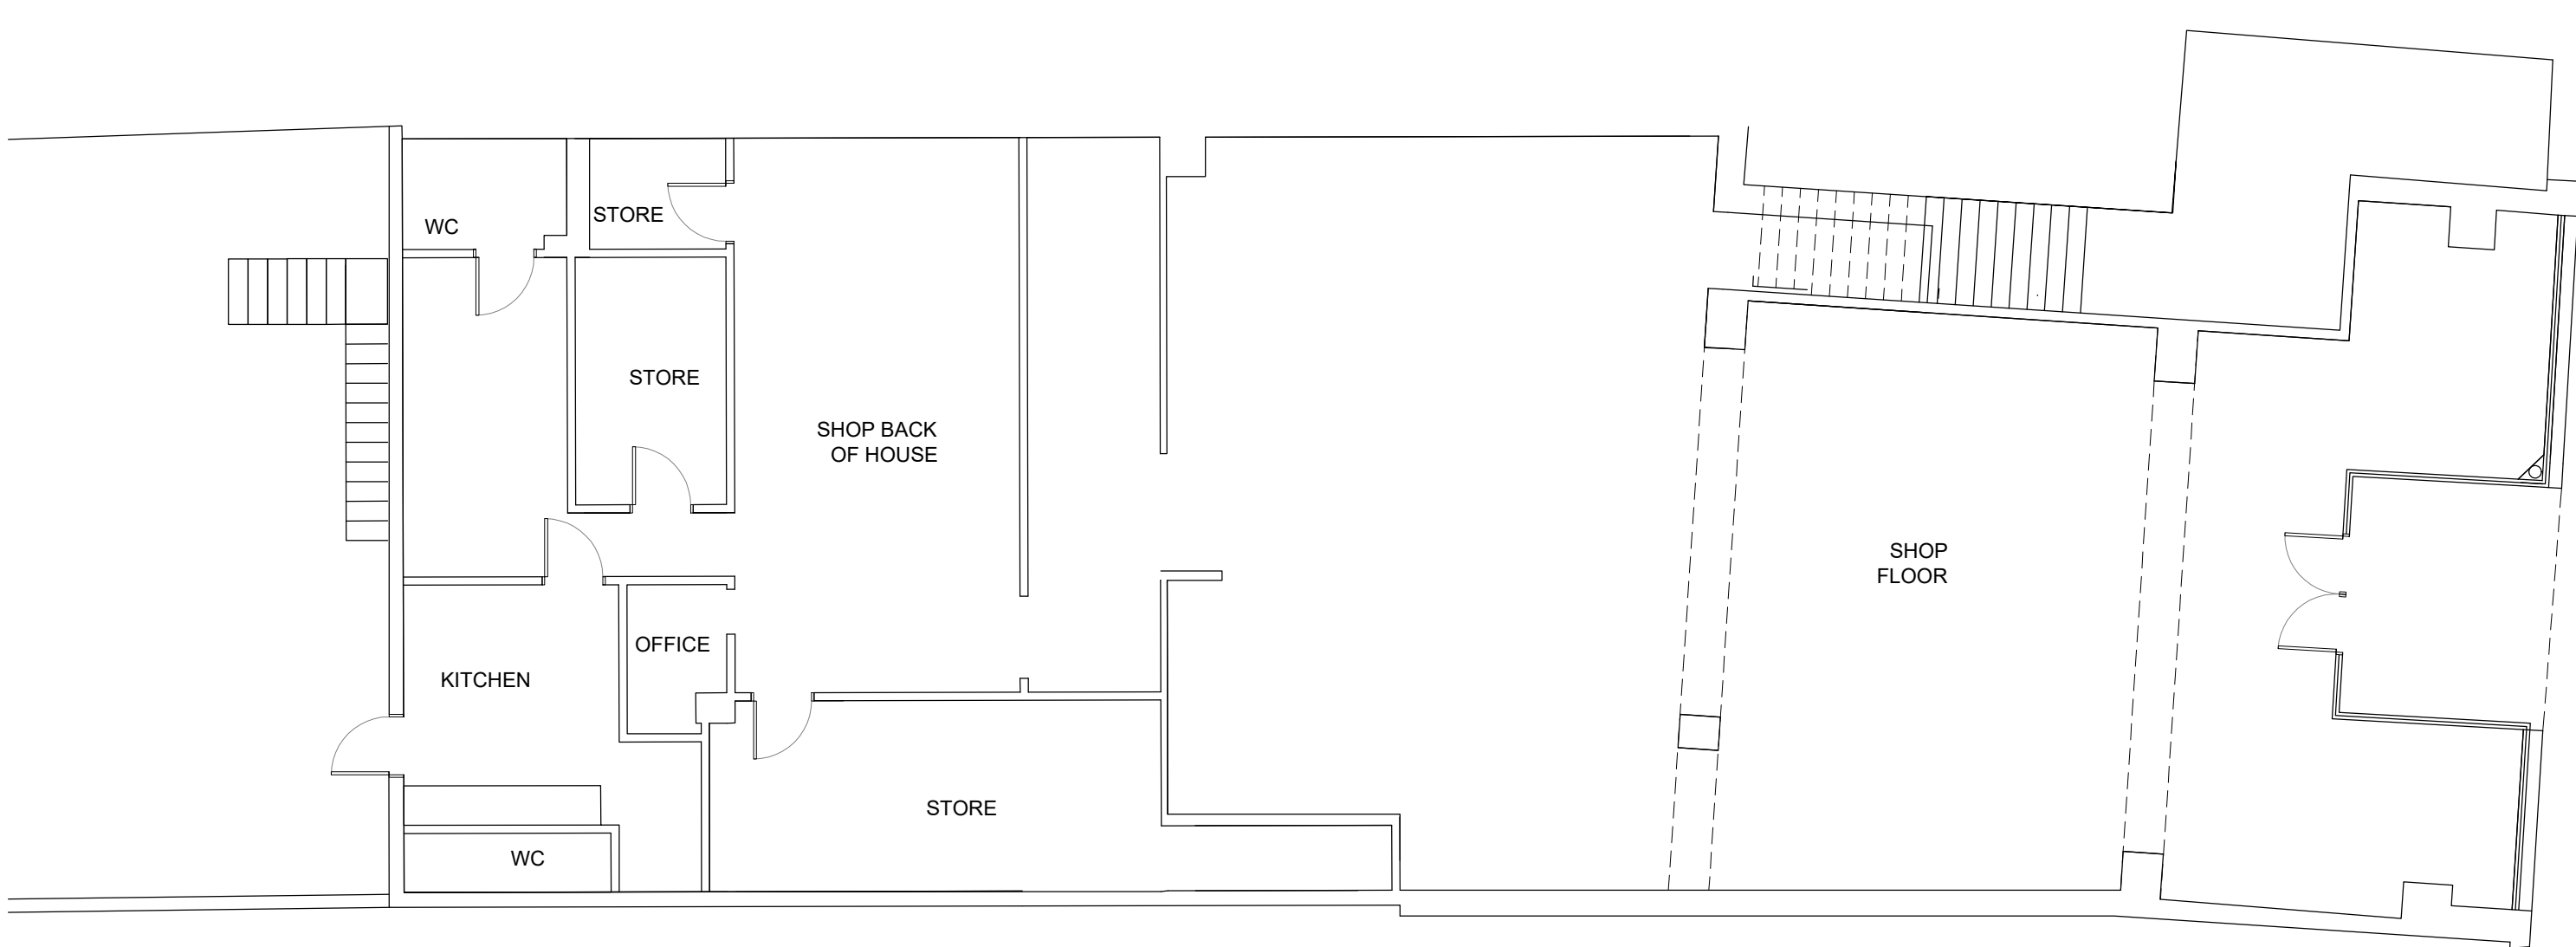 WC
STORE
STORE
SHOP BACK
OF HOUSE
SHOP
FLOOR
OFFICE
KITCHEN
STORE
WC